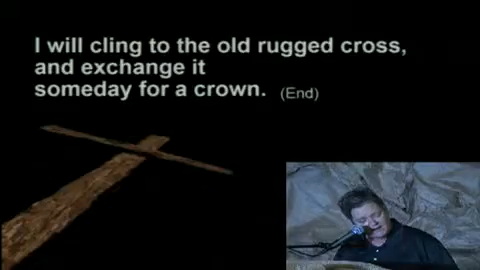 I will cling to the old rugged cross,
and exchange it
someday for a crown. (End)